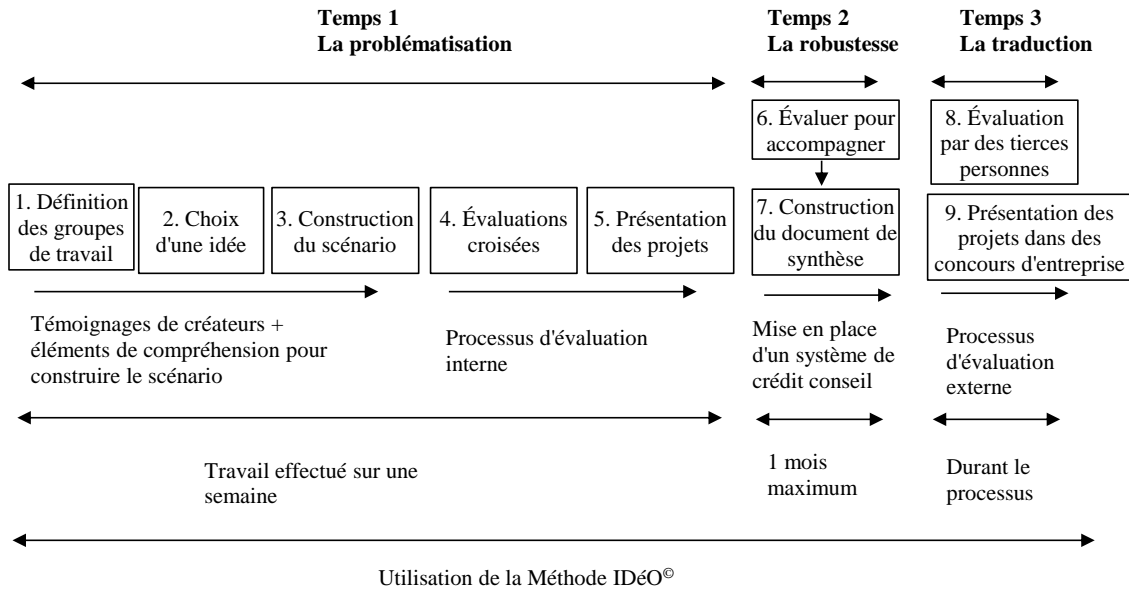 Temps 1
La problématisation
Temps 2
La robustesse
Temps 3
La traduction
6. Évaluer pour
accompagner
8. Évaluation
par des tierces
personnes
1. Définition
des groupes
de travail
2. Choix
d'une idée
3. Construction
du scénario
4. Évaluations
croisées
5. Présentation
des projets
7. Construction
du document de
synthèse
9. Présentation des
projets dans des
concours d'entreprise
Témoignages de créateurs +
éléments de compréhension pour
construire le scénario
Processus d'évaluation
interne
Mise en place
d'un système de
crédit conseil
Processus
d'évaluation
externe
Travail effectué sur une
semaine
1 mois
maximum
Durant le
processus
Utilisation de la Méthode IDéO©